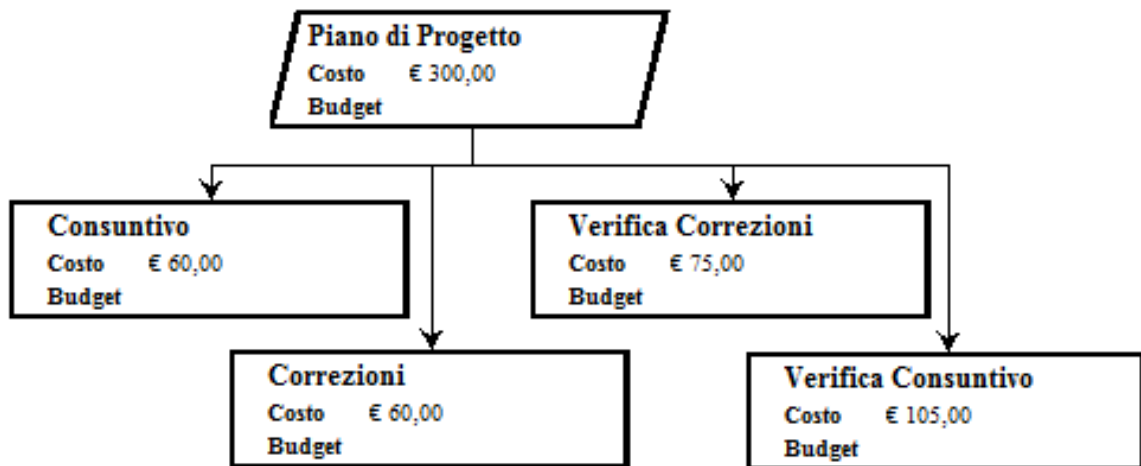 Piano di Progetto
Costo € 300,00
Budget
Consuntivo
Costo € 60,00
Budget
Verifica Correzioni
Costo € 75,00
Budget
Correzioni
Costo € 60,00
Budget
Verifica Consuntivo
Costo € 105,00
Budget